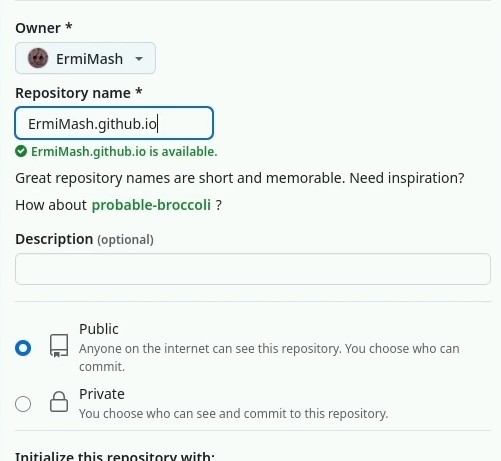 Owner *
ErmiMash
Repository name *
ErmiMash.github.io
ErmiMash.github.io is available.
Great repository names are short and memorable. Need inspiration?
How about probable-broccoli ?
Description (optional)
Public
Anyone on the internet can see this repository. You choose who can
commit.
Private
You choose who can see and commit to this repository.
Initialize this repository with: